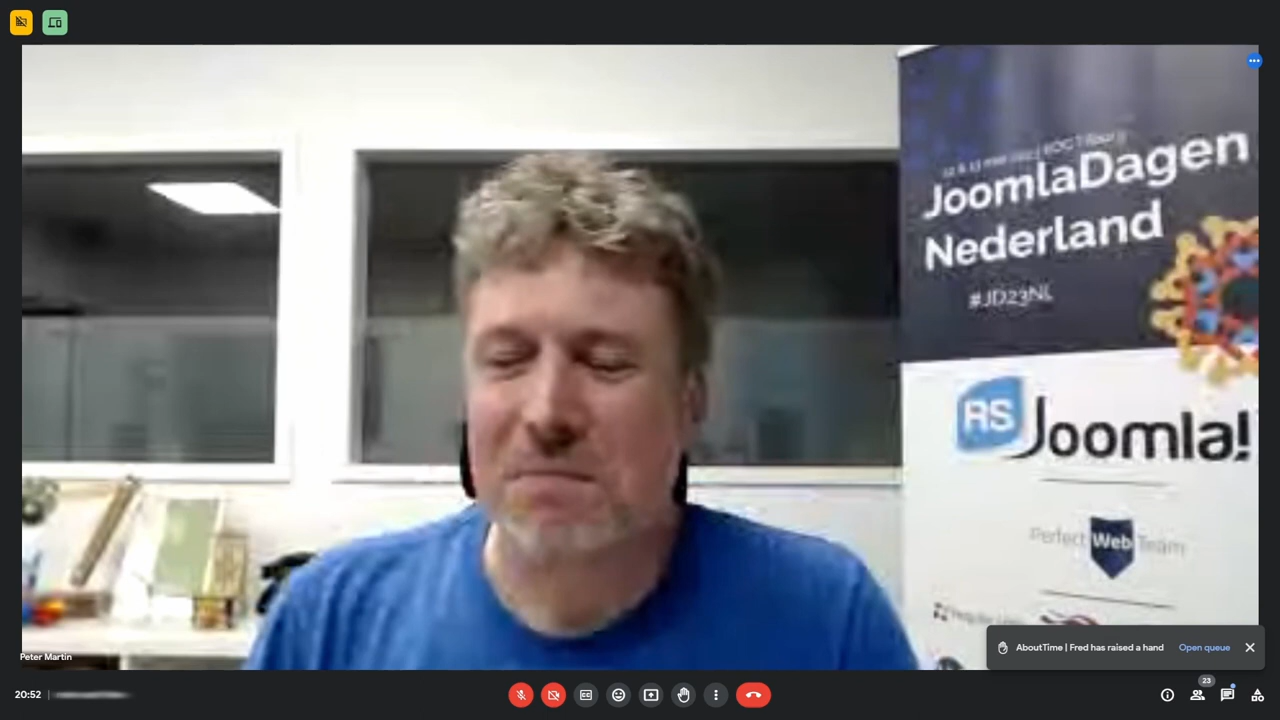 JoomlaDagen
Nederland
#JD23NL
RS Joomla!
Perfect Web Team
Peter Martin
AboutTime | Fred has raised a hand Open queue
20:52
23